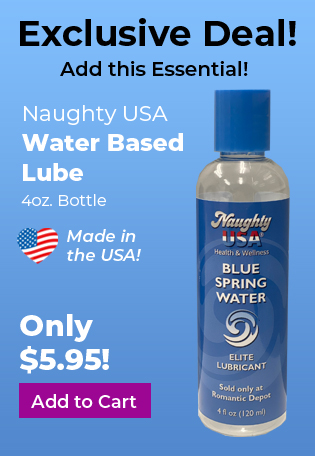 Exclusive Deal!
Add this Essential!
Naughty USA
Water Based
Lube
4oz. Bottle
Made in
the USA!
Only
$5.95!
Add to Cart
Naughty
USA
Health & Wellness
BLUE
SPRING
WATER
ELITE
LUBRICANT
Sold only at
Romantic Depot
4 fl oz (120 ml)